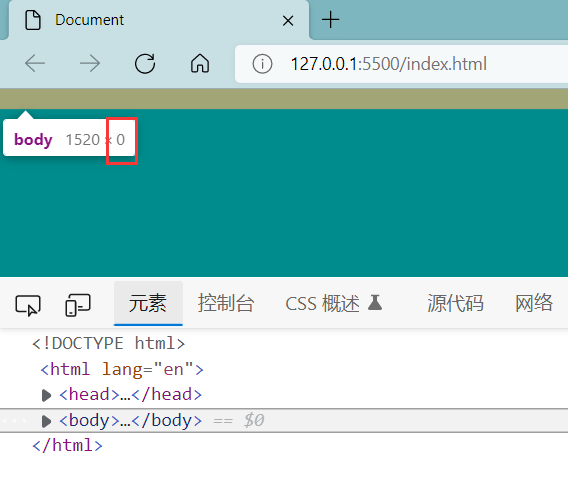 Document
127.0.0.1:5500/index.html
body 1520 × 0
元素 控制台 CSS 概述 源代码 网络
<!DOCTYPE html>
<html lang="en">
<head>…</head>
<body>…</body> == $0
</html>